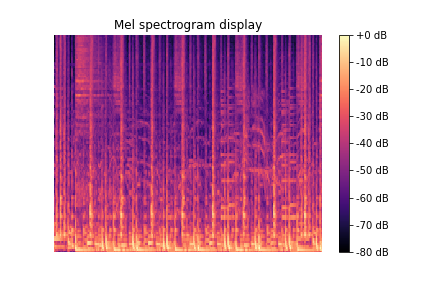 Mel spectrogram display
+0 dB
-10 dB
-20 dB
-30 dB
-40 dB
-50 dB
-60 dB
-70 dB
-80 dB